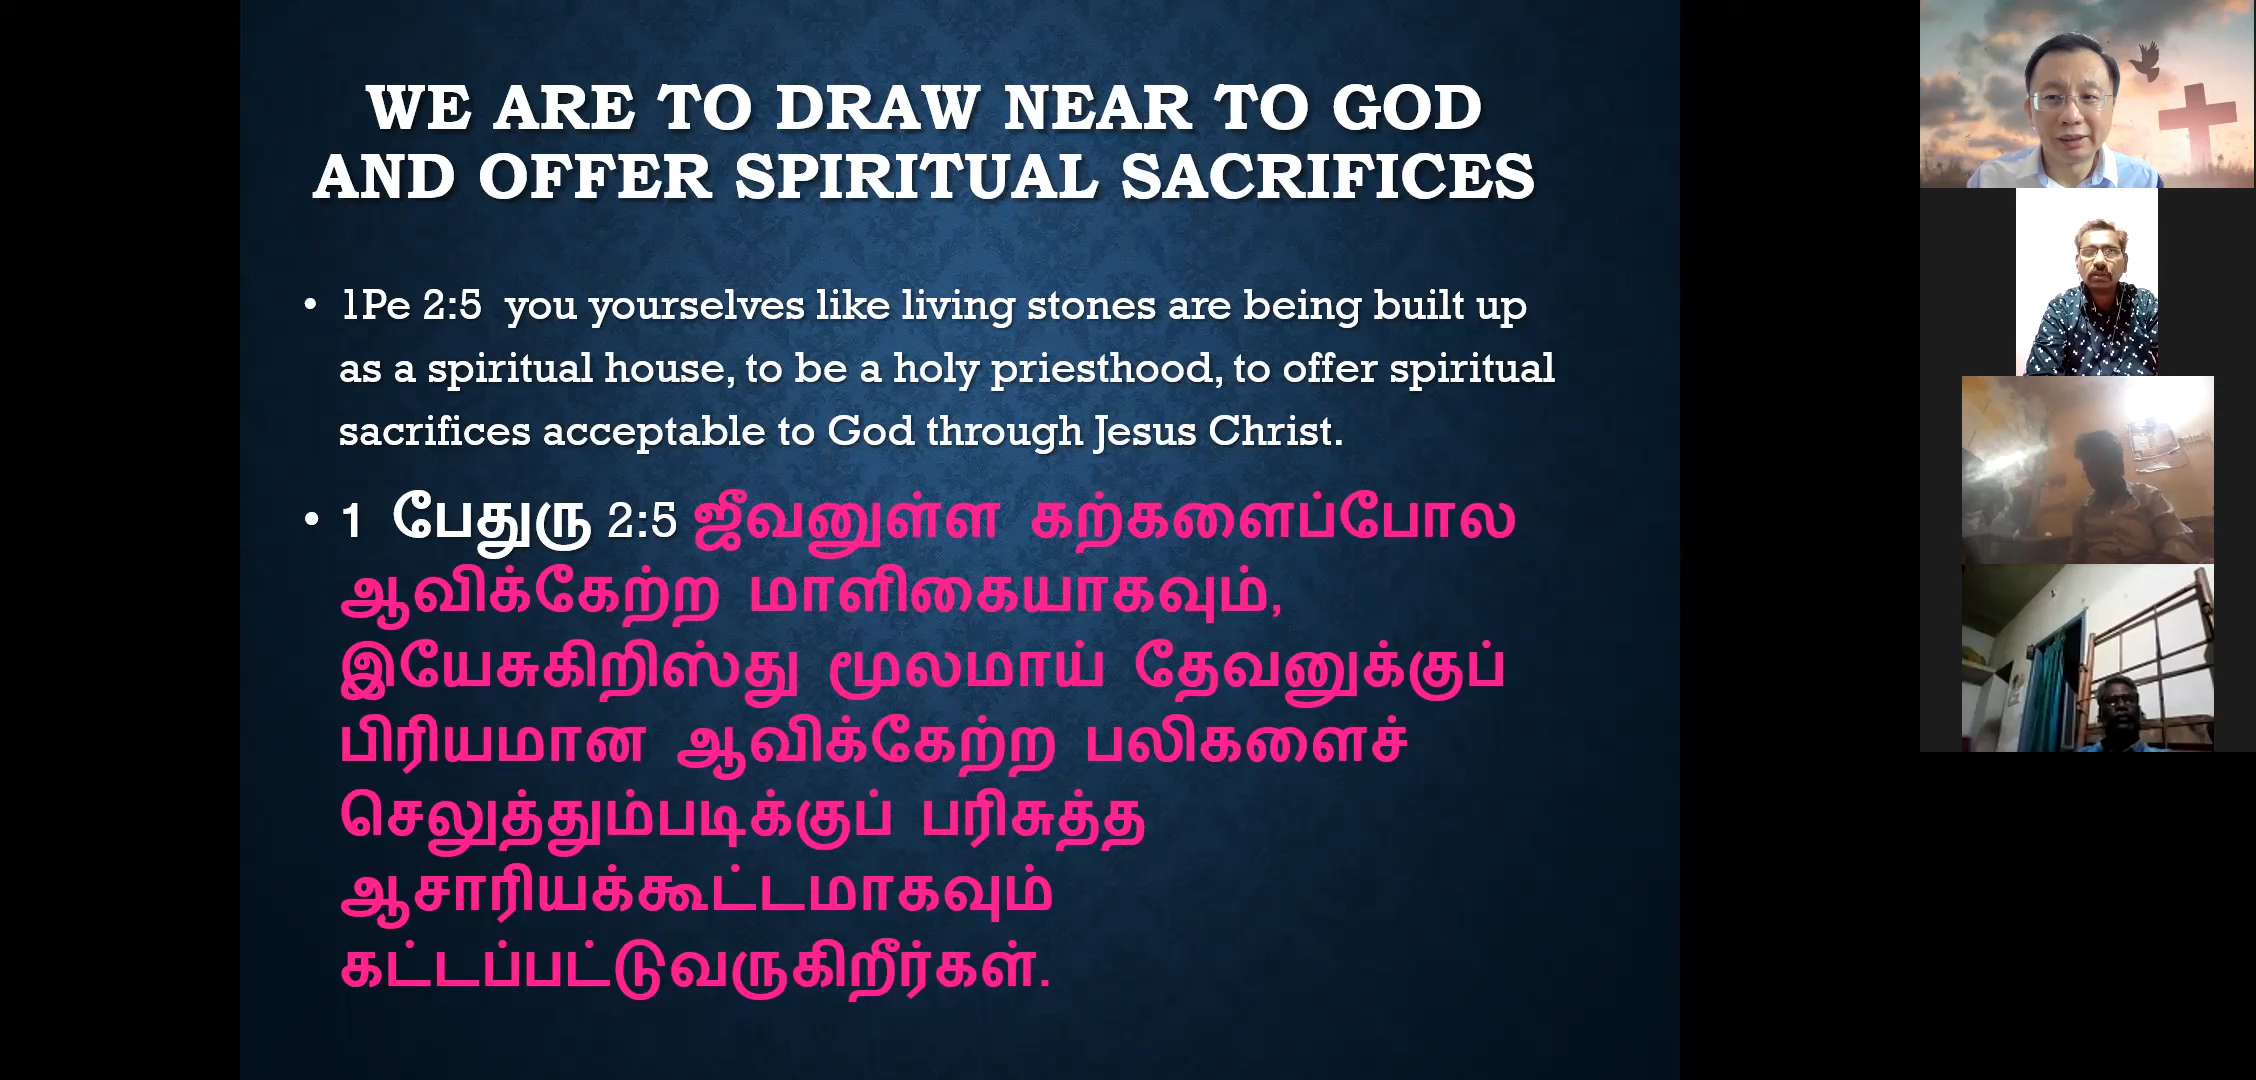 WE ARE TO DRAW NEAR TO GOD
AND OFFER SPIRITUAL SACRIFICES
• 1Pe 2:5 you yourselves like living stones are being built up
as a spiritual house, to be a holy priesthood, to offer spiritual
sacrifices acceptable to God through Jesus Christ.
• 1 பேதுரு 2:5 ஜீவனுள்ள கற்களைப்போல
ஆவிக்கேற்ற மாளிகையாகவும்,
இயேசுகிறிஸ்து மூலமாய் தேவனுக்குப்
பிரியமான ஆவிக்கேற்ற பலிகளைச்
செலுத்தும்படிக்குப் பரிசுத்த
ஆசாரியக்கூட்டமாகவும்
கட்டப்பட்டுவருகிறீர்கள்.